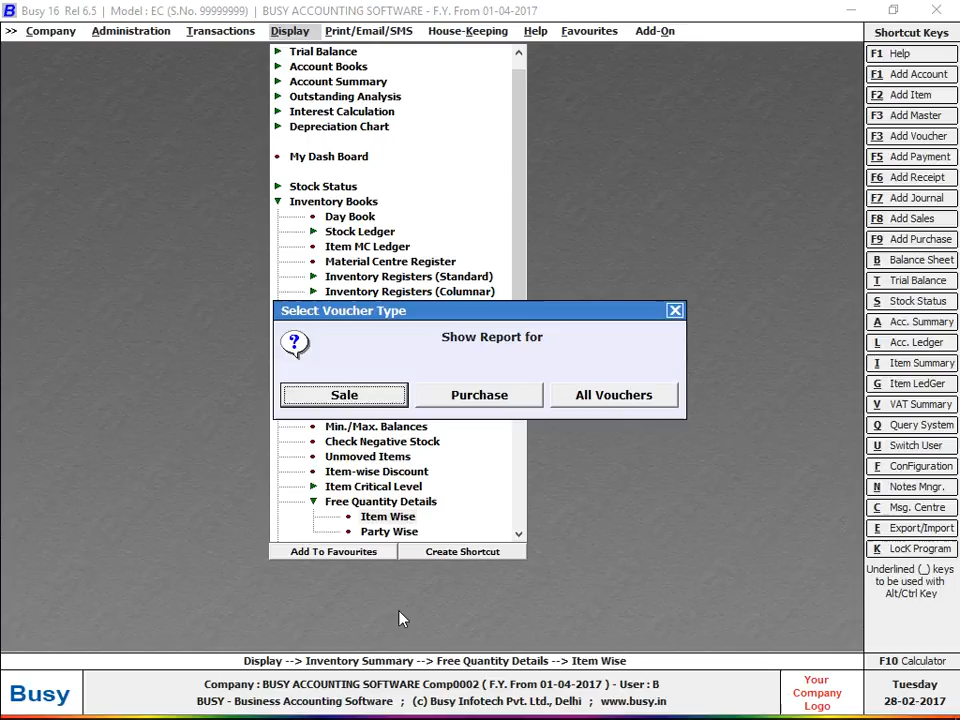 B Busy 16 Rel 6.5 | Model : EC (S.No. 99999999) | BUSY ACCOUNTING SOFTWARE - F.Y. From 01-04-2017
>> Company Administration Transactions Display Print/Email/SMS House-Keeping Help Favourites Add-On
Trial Balance
Account Books
Account Summary
Outstanding Analysis
Interest Calculation
Depreciation Chart
My Dash Board
Stock Status
Inventory Books
Day Book
Stock Ledger
Item MC Ledger
Material Centre Register
Inventory Registers (Standard)
Inventory Registers (Columnar)
Select Voucher Type
?
Show Report for
Sale Purchase All Vouchers
Min./Max. Balances
Check Negative Stock
Unmoved Items
Item-wise Discount
Item Critical Level
Free Quantity Details
Item Wise
Party Wise
Add To Favourites Create Shortcut
Shortcut Keys
F1 Help
F1 Add Account
F2 Add Item
F3 Add Master
F3 Add Voucher
F5 Add Payment
F6 Add Receipt
F7 Add Journal
F8 Add Sales
F9 Add Purchase
B Balance Sheet
T Trial Balance
S Stock Status
A Acc. Summary
L Acc. Ledger
I Item Summary
G Item LedGer
V VAT Summary
Q Query System
U Switch User
F ConFiguration
N Notes Mngr.
C Msg. Centre
E Export/Import
K LocK Program
Underlined (_) keys
to be used with
Alt/Ctrl Key
Display --> Inventory Summary --> Free Quantity Details --> Item Wise
F10 Calculator
Busy
Company : BUSY ACCOUNTING SOFTWARE Comp0002 ( F.Y. From 01-04-2017 ) - User : B
BUSY - Business Accounting Software ; (c) Busy Infotech Pvt. Ltd., Delhi ; www.busy.in
Your
Company
Logo
Tuesday
28-02-2017